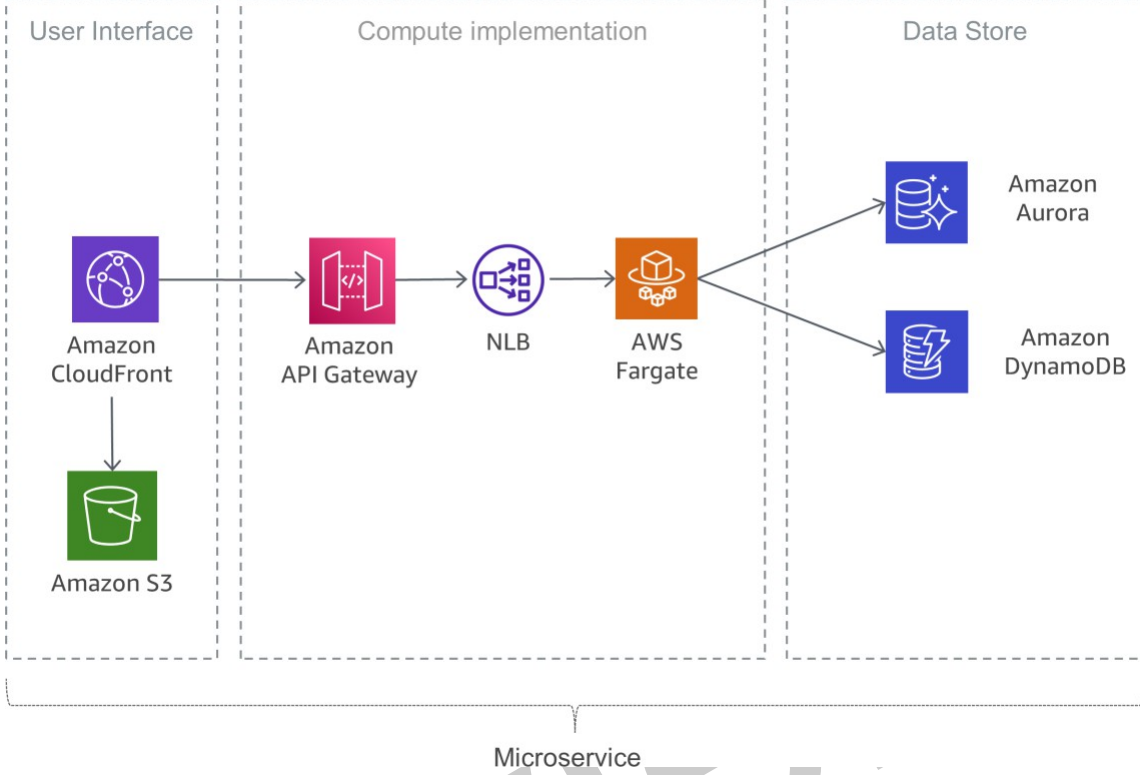 User Interface
Compute implementation
Data Store
Amazon
Aurora
Amazon
CloudFront
Amazon
API Gateway
</>
NLB
AWS
Fargate
Amazon
DynamoDB
Amazon S3
Microservice